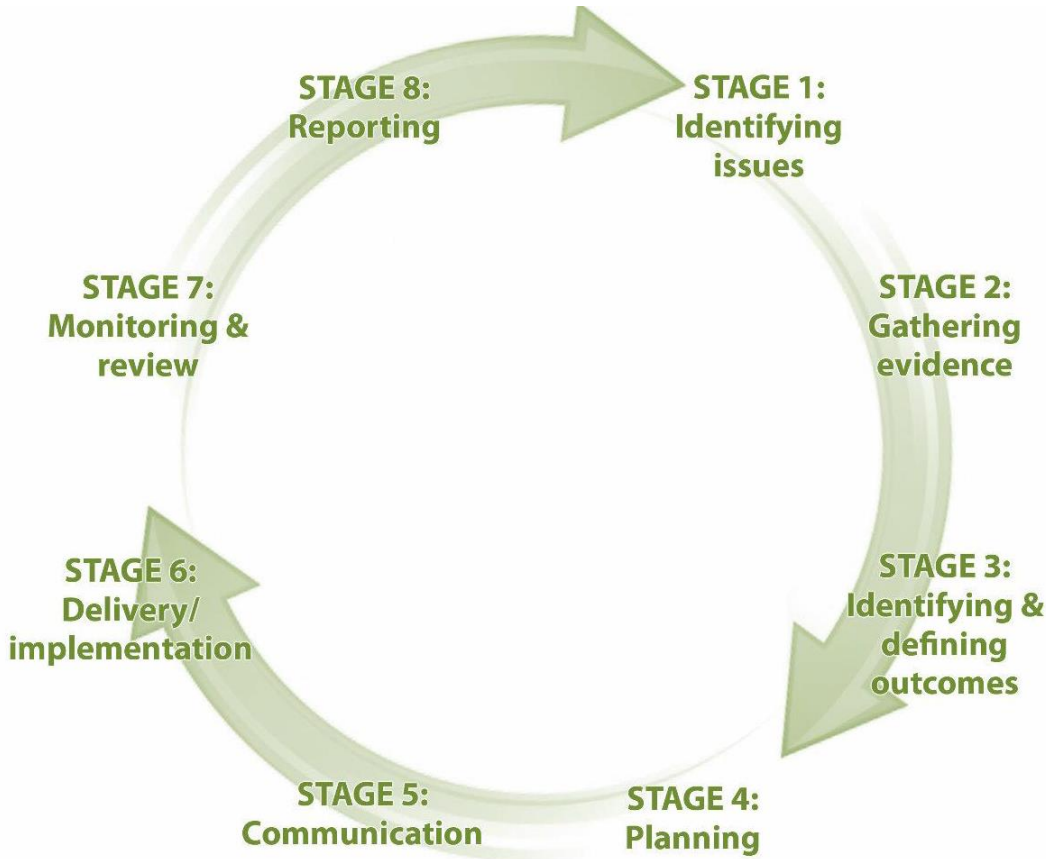 STAGE 1:
Identifying
issues
STAGE 2:
Gathering
evidence
STAGE 3:
Identifying &
defining
outcomes
STAGE 4:
Planning
STAGE 5:
Communication
STAGE 6:
Delivery/
implementation
STAGE 7:
Monitoring &
review
STAGE 8:
Reporting